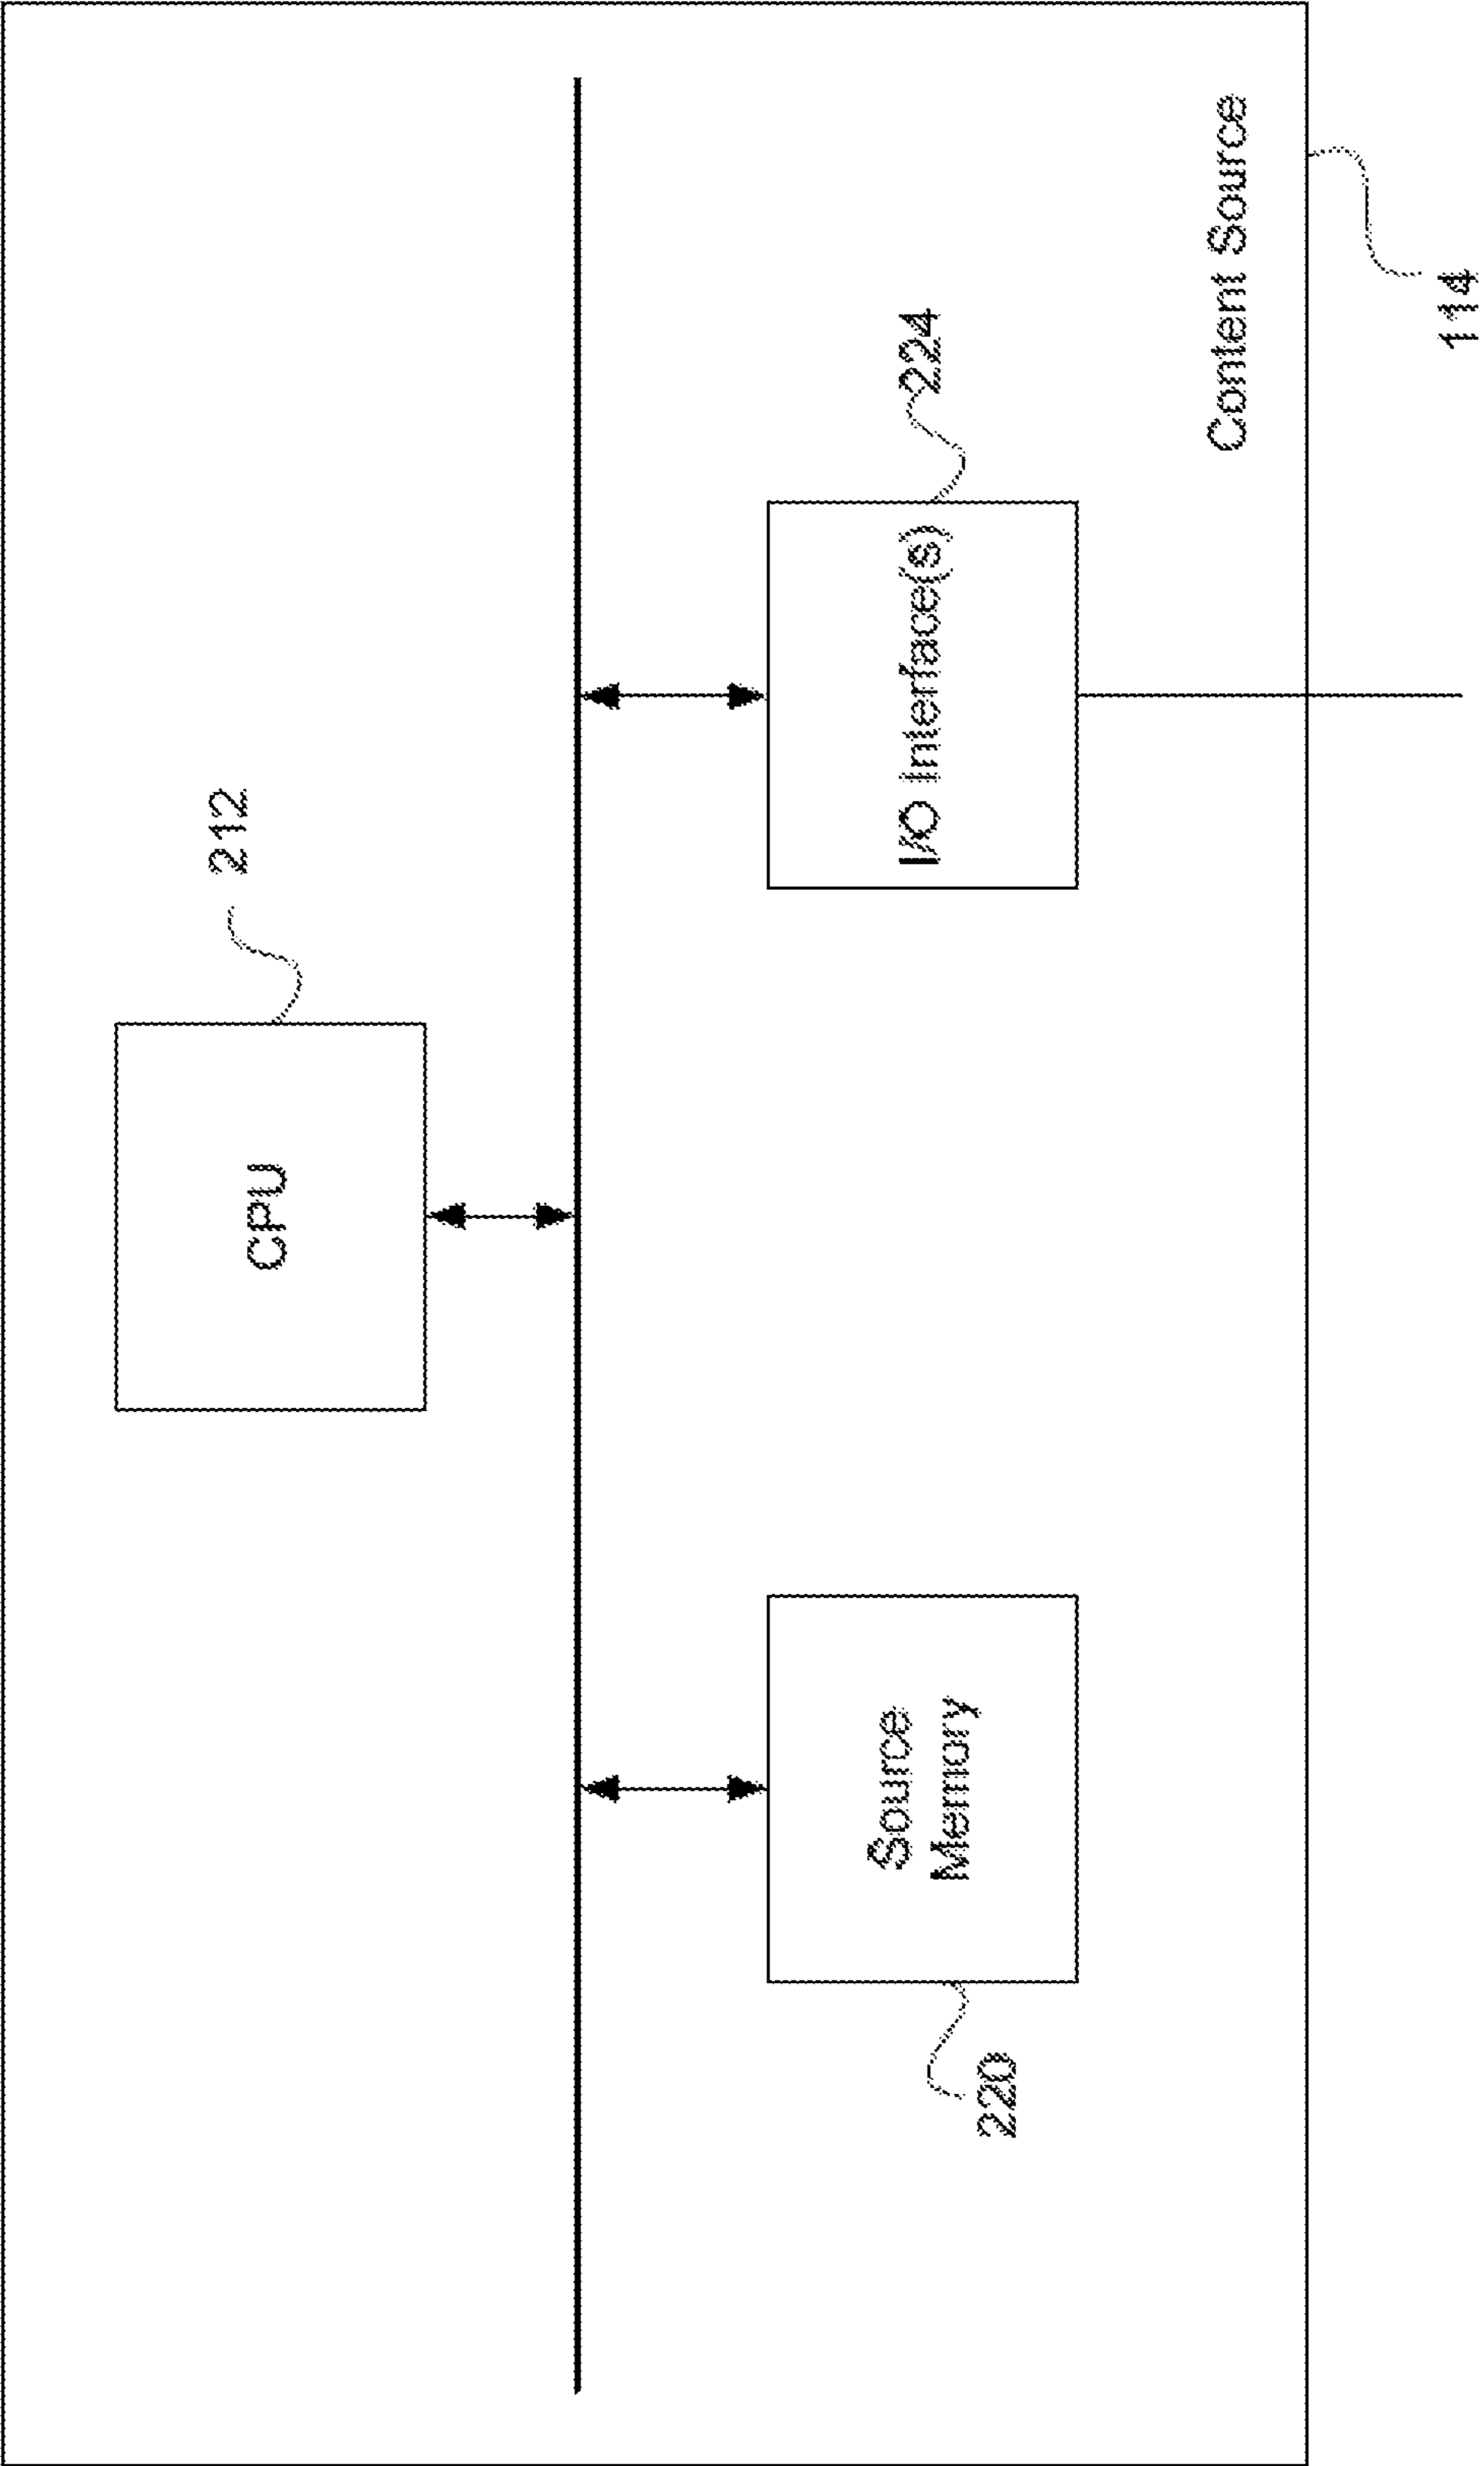 212
CPU
220
Source
Memory
I/O Interface(s)
224
Content Source
114